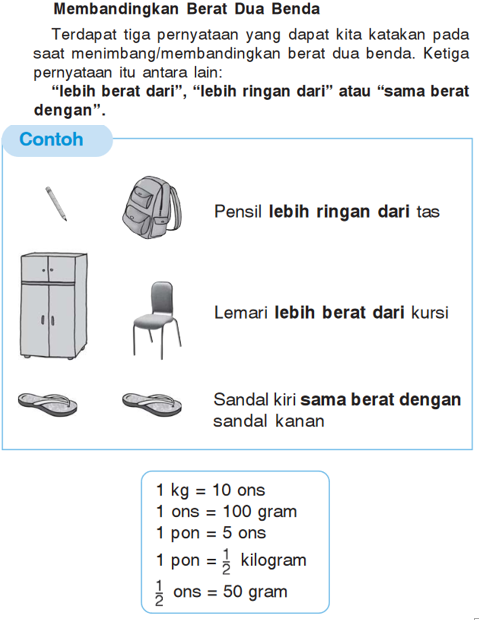 Membandingkan Berat Dua Benda
Terdapat tiga pernyataan yang dapat kita katakan pada
saat menimbang/membandingkan berat dua benda. Ketiga
pernyataan itu antara lain:
“lebih berat dari”, “lebih ringan dari” atau “sama berat
dengan”.
Contoh
Pensil lebih ringan dari tas
Lemari lebih berat dari kursi
Sandal kiri sama berat dengan
sandal kanan
1 kg = 10 ons
1 ons = 100 gram
1 pon = 5 ons
1 pon = 1/2 kilogram
1/2 ons = 50 gram